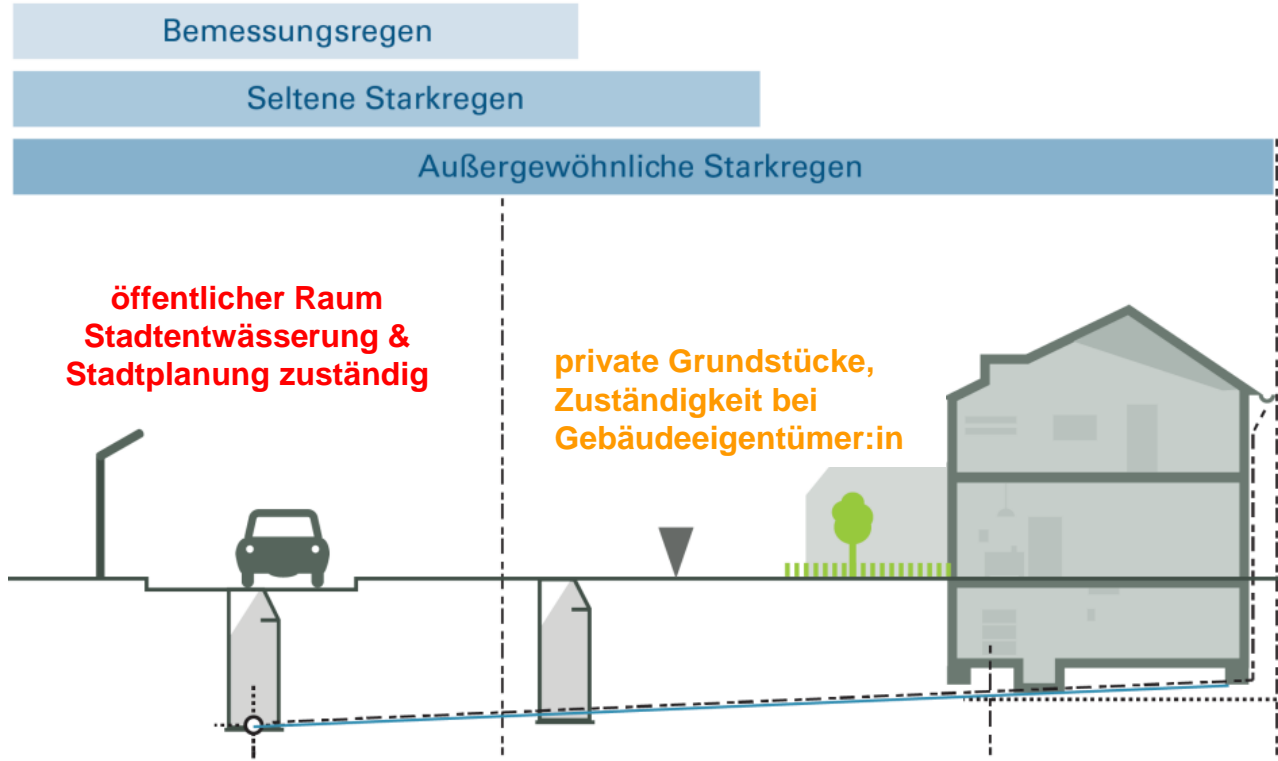 Bemessungsregen
Seltene Starkregen
Außergewöhnliche Starkregen
öffentlicher Raum
Stadtentwässerung &
Stadtplanung zuständig
private Grundstücke,
Zuständigkeit bei
Gebäudeeigentümer:in